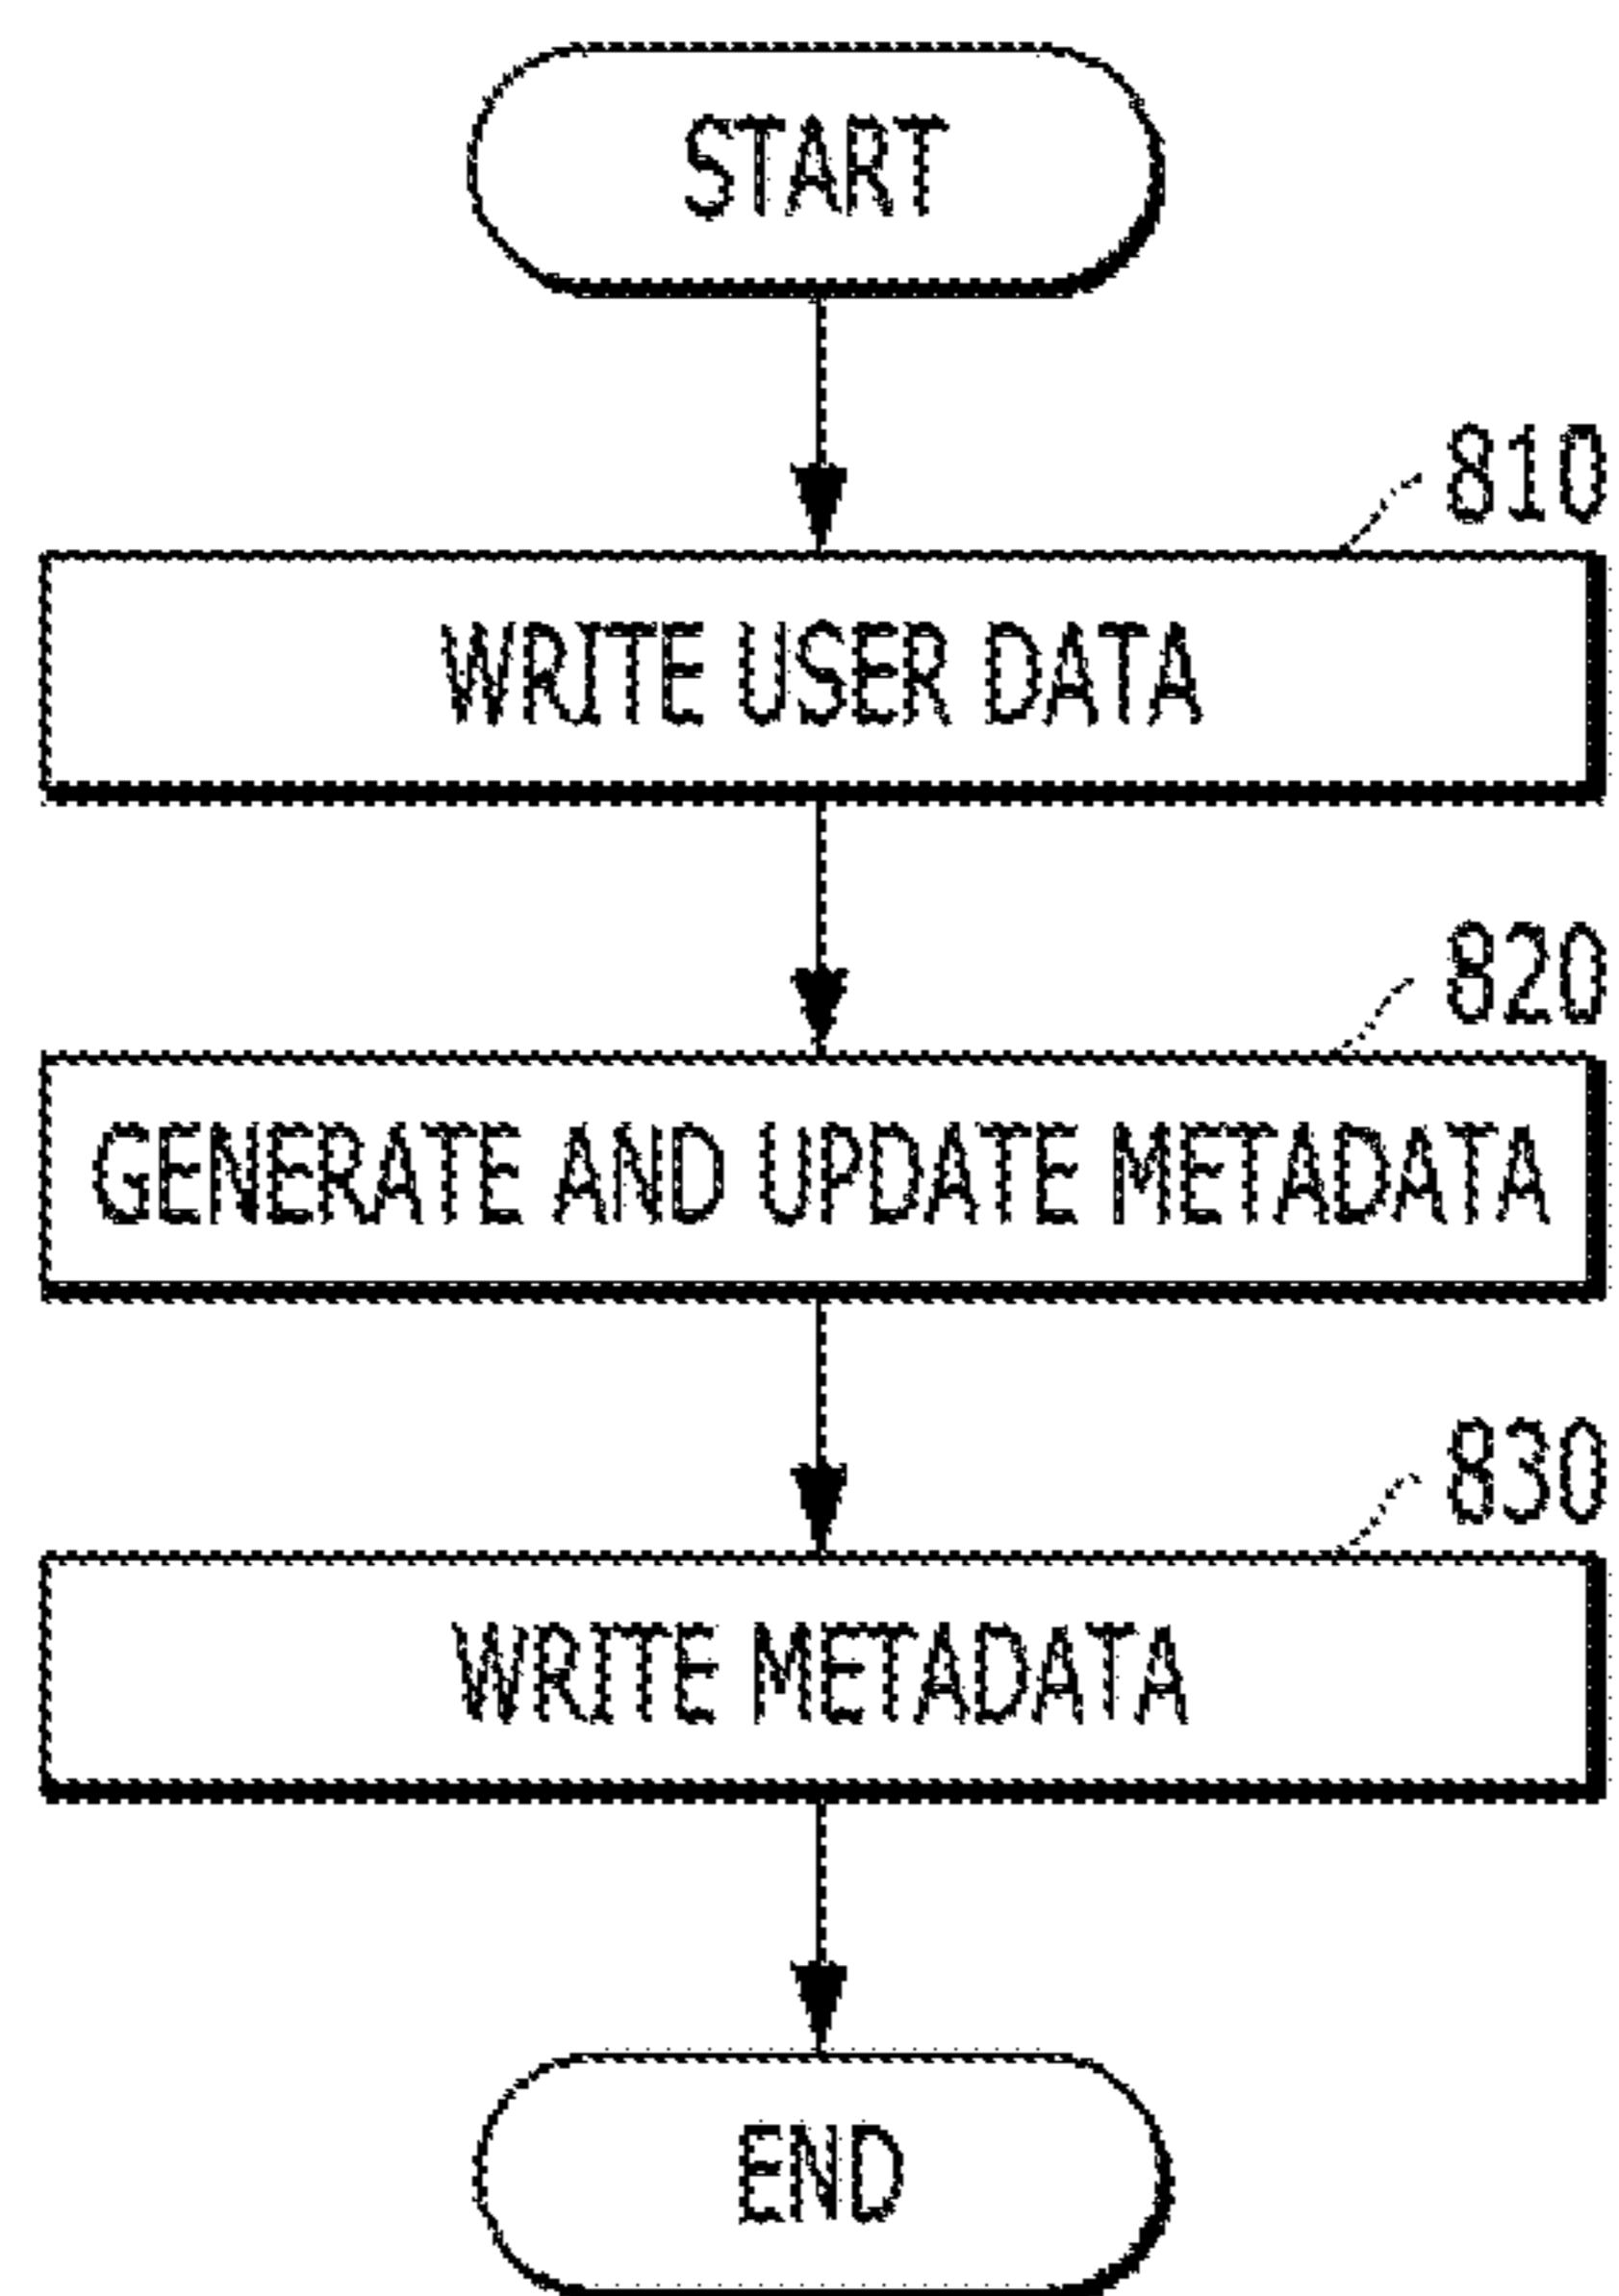 START
810
WRITE USER DATA
820
GENERATE AND UPDATE METADATA
830
WRITE METADATA
END